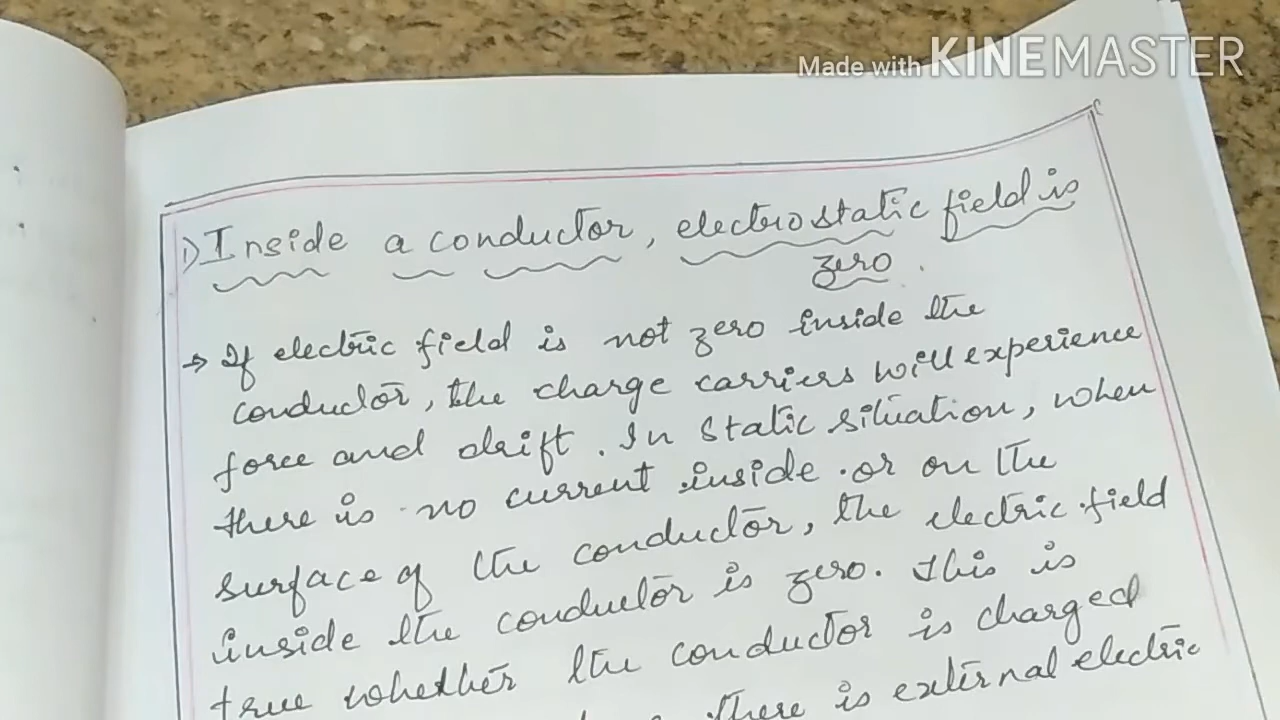 Made with KINEMASTER
1) Inside a conductor, electrostatic field is
zero.
→ If electric field is not zero inside the
conductor, the charge carriers will experience
force and drift. In static situation, when
there is no current inside or on the
surface of the conductor, the electric field
inside the conductor is zero. This is
true whether the conductor is charged
there is external electric